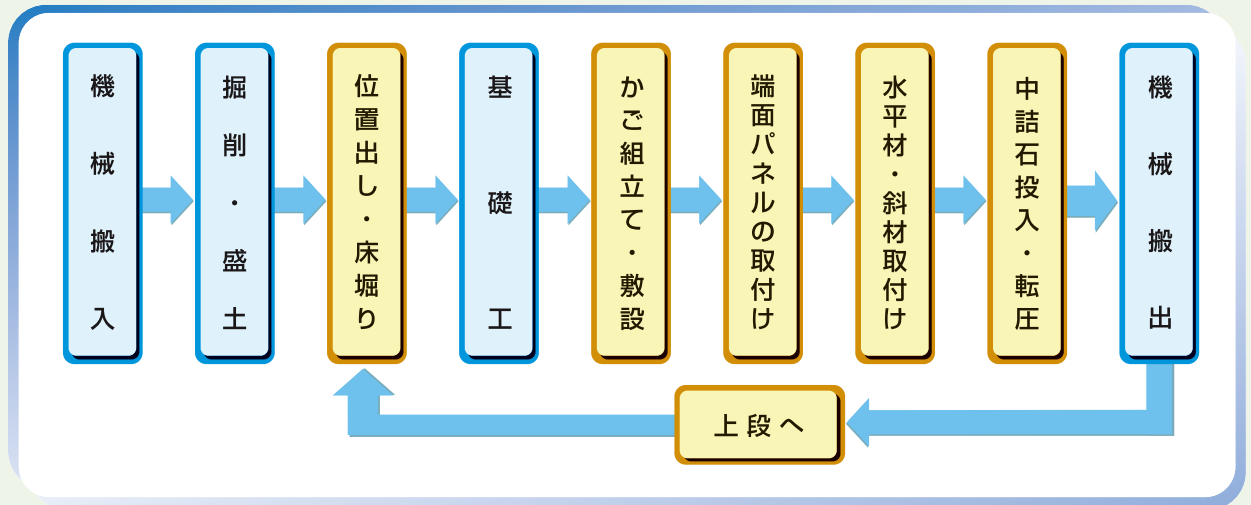 機械搬入
掘削・盛土
位置出し・床堀り
基礎工
かご組立て・敷設
端面パネルの取付け
水平材・斜材取付け
中詰石投入・転圧
機械搬出
上段へ